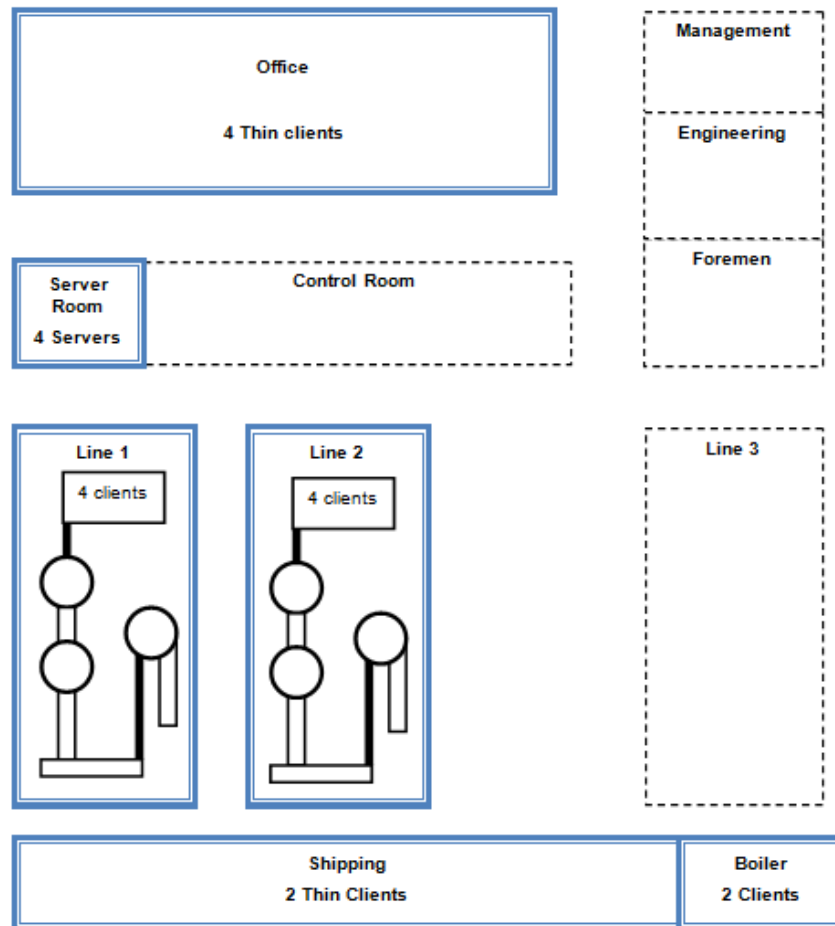 Office
4 Thin clients
Management
Engineering
Foremen
Server
Room
4 Servers
Control Room
Line 1
4 clients
Line 2
4 clients
Line 3
Shipping
2 Thin Clients
Boiler
2 Clients